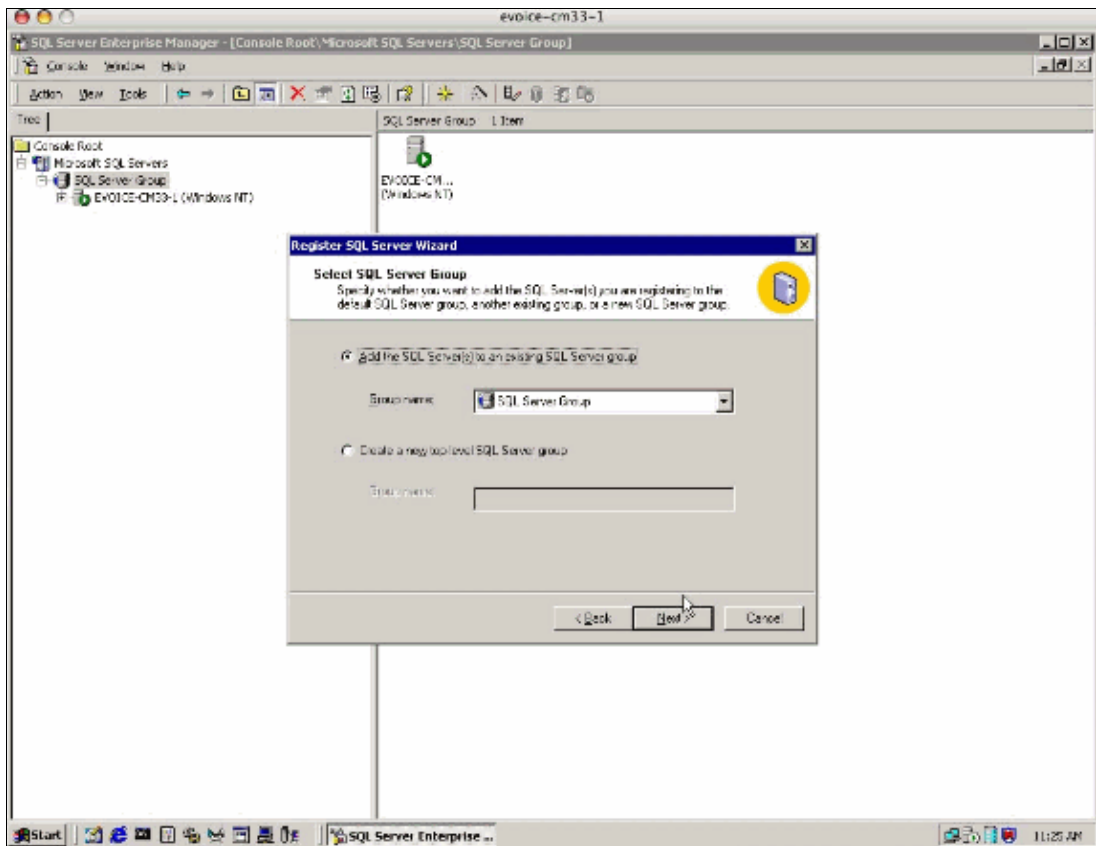 evoice-cm33-1
SQL Server Enterprise Manager - [Console Root\Microsoft SQL Servers\SQL Server Group]
Console Window Help
Action View Tools
Tree
SQL Server Group 1 Item
Console Root
Microsoft SQL Servers
SQL Server Group
EVOICE-CM33-1 (Windows NT)
EVOICE-CM...
(Windows NT)
Register SQL Server Wizard
Select SQL Server Group
Specify whether you want to add the SQL Server(s) you are registering to the
default SQL Server group, another existing group, or a new SQL Server group.
Add the SQL Server(s) to an existing SQL Server group
Group name:
SQL Server Group
Create a new top level SQL Server group
Group name:
< Back
Next >
Cancel
Start
SQL Server Enterprise ...
11:25 AM